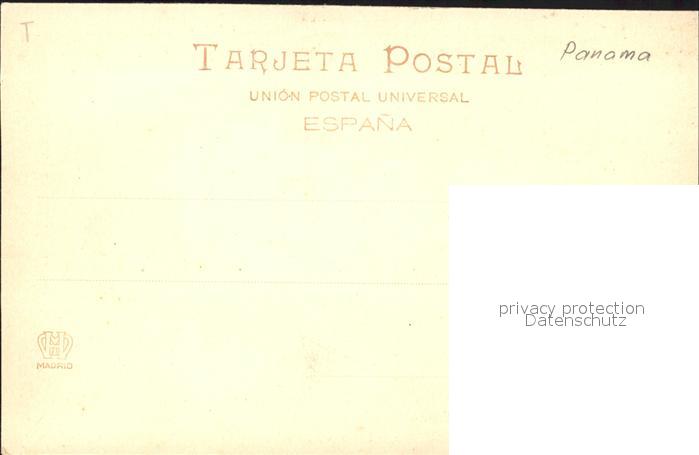 T
Panama
TARJETA POSTAL
UNIÓN POSTAL UNIVERSAL
ESPAÑA
privacy protection
Datenschutz
MADRID